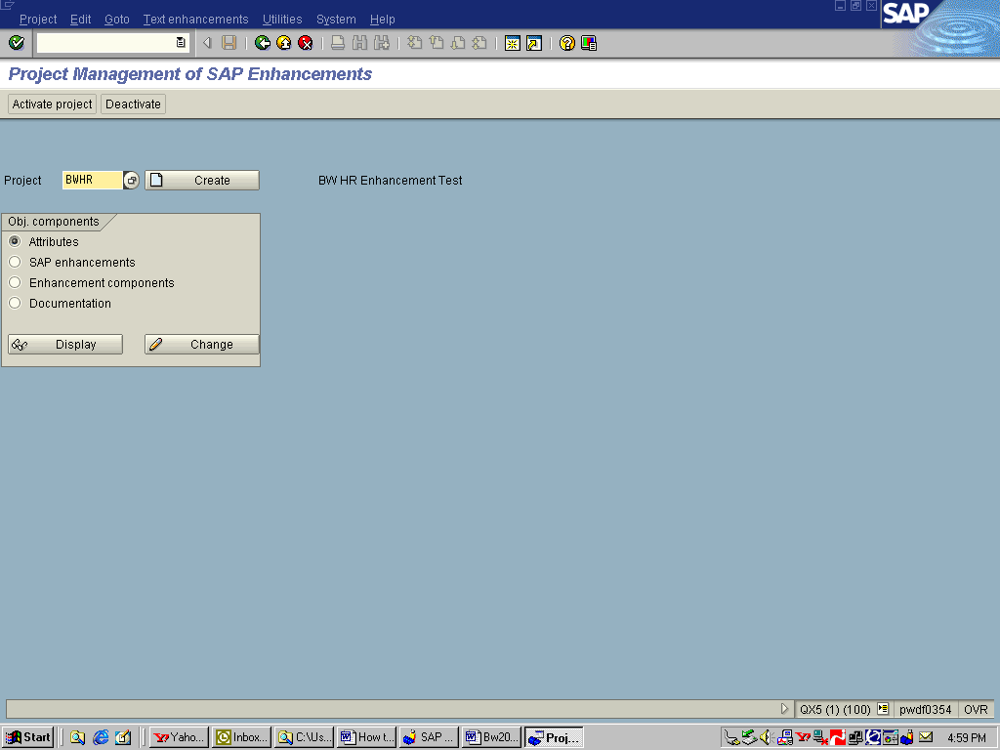 Project Edit Goto Text enhancements Utilities System Help
SAP
Project Management of SAP Enhancements
Activate project Deactivate
Project BWHR Create BW HR Enhancement Test
Obj. components
Attributes
SAP enhancements
Enhancement components
Documentation
Display Change
QX5 (1) (100) pwdf0354 OVR
Start Yaho... Inbox... C:\Us... How t... SAP ... Bw20... Proj... 4:59 PM